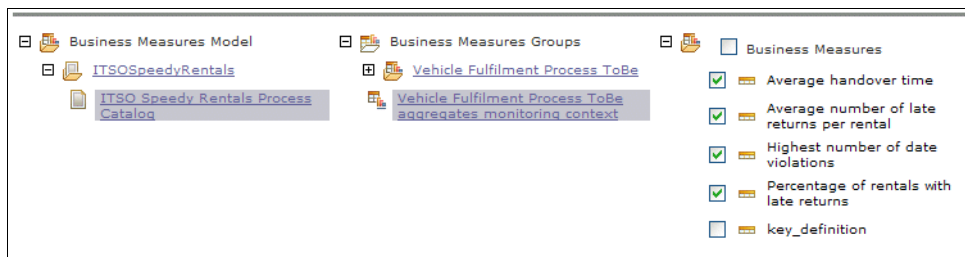 Business Measures Model
ITSOSpeedyRentals
ITSO Speedy Rentals Process
Catalog
Business Measures Groups
Vehicle Fulfilment Process ToBe
Vehicle Fulfilment Process ToBe
aggregates monitoring context
Business Measures
Average handover time
Average number of late
returns per rental
Highest number of date
violations
Percentage of rentals with
late returns
key_definition